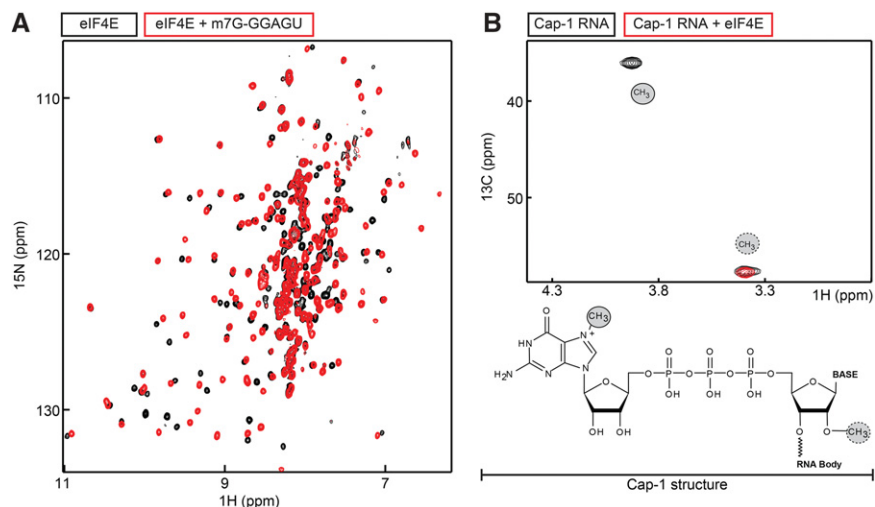 A
eIF4E
eIF4E + m7G-GGAGU
110
120
130
15N (ppm)
11
9
7
1H (ppm)
B
Cap-1 RNA
Cap-1 RNA + eIF4E
40
50
13C (ppm)
CH3
CH3
4.3
3.8
3.3
1H (ppm)
CH3
O
N
+
HN
H2N
N
N
O
O
O
O
O
O
P
O
P
O
P
O
OH
OH
OH
O
BASE
OH
OH
O
O
CH3
RNA Body
Cap-1 structure